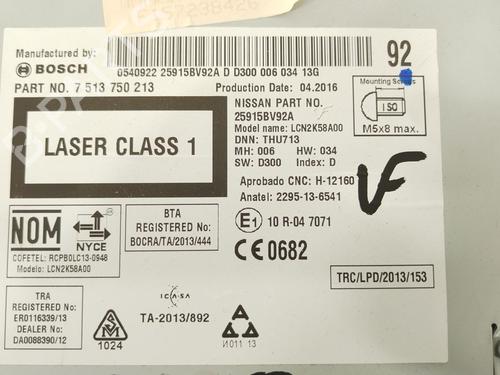 57238426
Manufactured by:
BOSCH
0540922 25915BV92A D D300 006 034 13G
92
PART NO. 7 513 750 213
Production Date 04.2016
NISSAN PART NO.
25915BV92A
Model name: LCN2K58A00
DNN: THU713
MH: 006 HW: 034
SW: D300 Index: D
Mounting Screws
ISO
M5x8 max.
LASER CLASS 1
Aprobado CNC: H-12160
Anatel: 2295-13-6541
E1 10 R-04 7071
CE 0682
VF
NOM
NYCE
COFETEL: RCPBOLC13-0948
Modelo: LCN2K58A00
BTA
REGISTERED No:
BOCRA/TA/2013/444
TRC/LPD/2013/153
TRA
REGISTERED No:
ER0116339/13
DEALER No:
DA0088390/12
1024
ICASA
TA-2013/892
И011 13